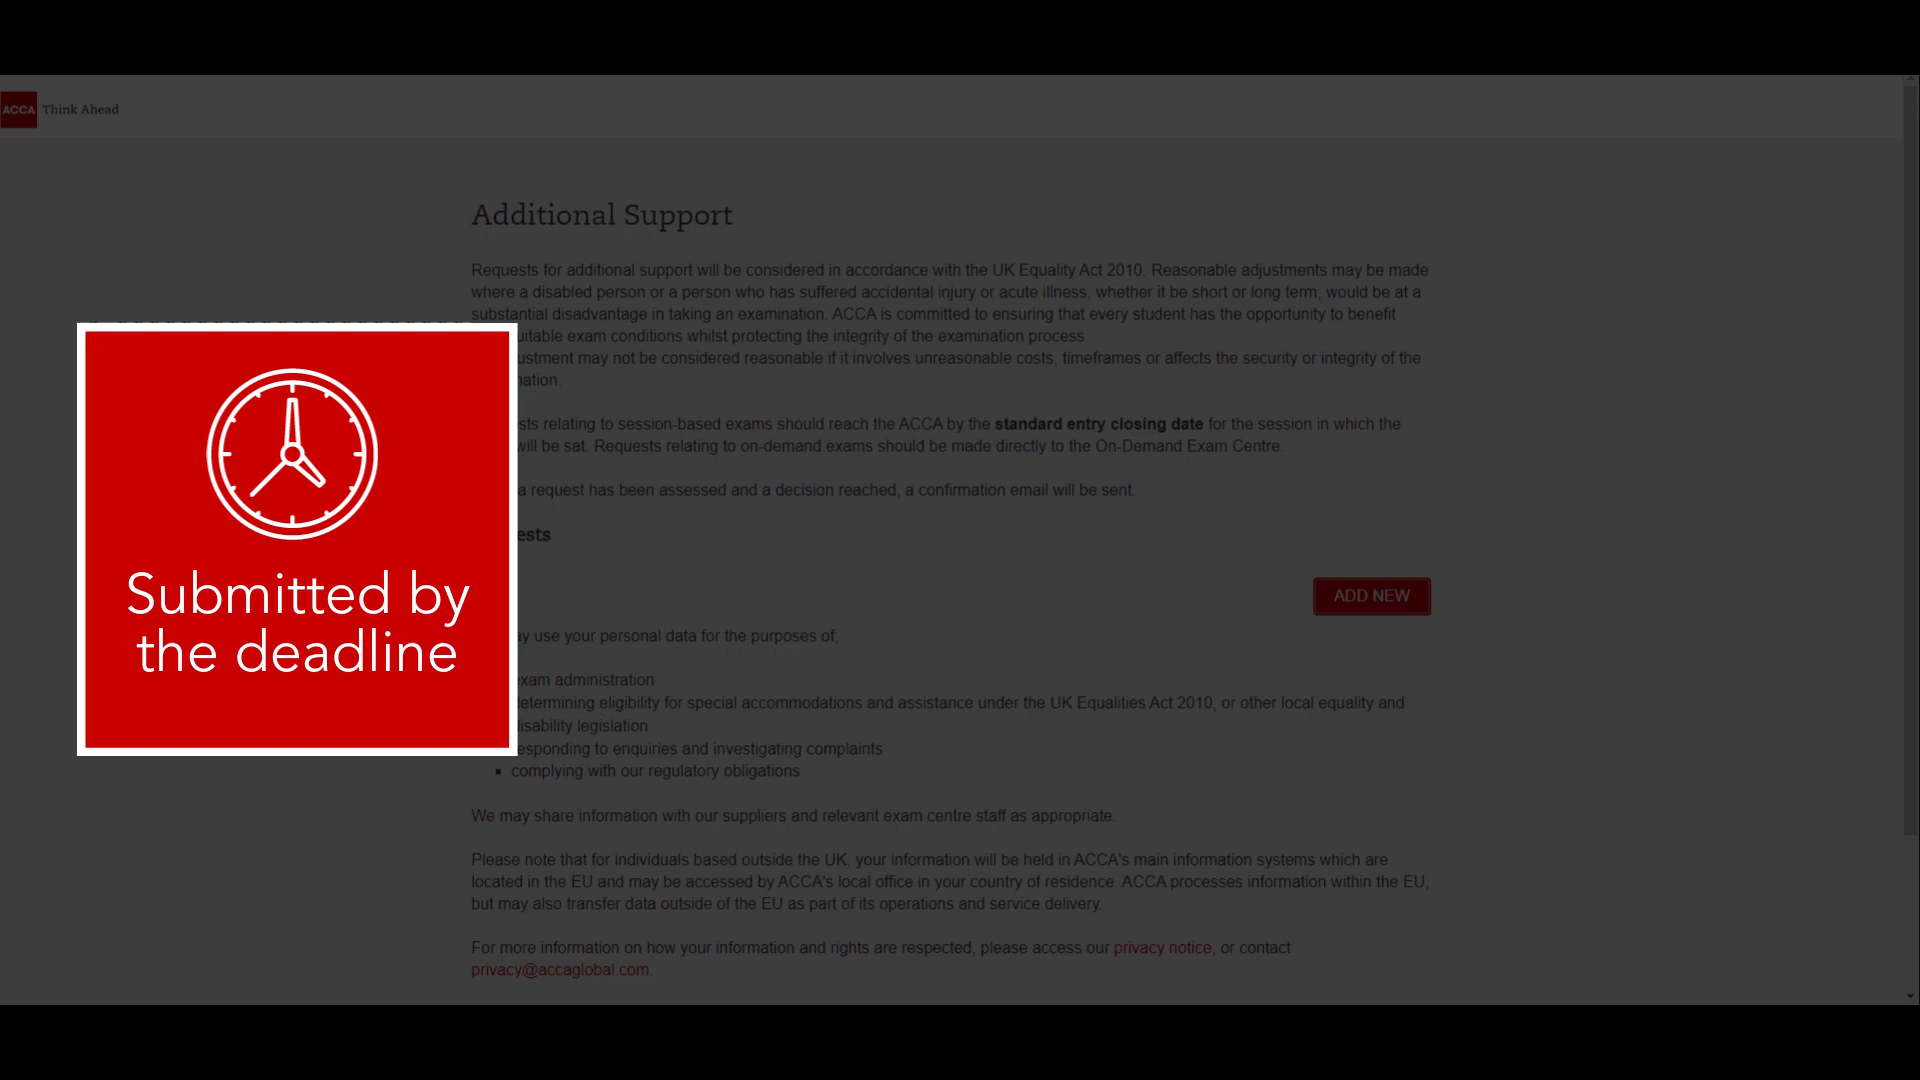 ACCA Think Ahead
Additional Support
Requests for additional support will be considered in accordance with the UK Equality Act 2010. Reasonable adjustments may be made
where a disabled person or a person who has suffered accidental injury or acute illness, whether it be short or long term, would be at a
substantial disadvantage in taking an examination. ACCA is committed to ensuring that every student has the opportunity to benefit
exam conditions whilst protecting the integrity of the examination process.
may not be considered reasonable if it involves unreasonable costs, timeframes or affects the security or integrity of the
relating to session-based exams should reach the ACCA by the standard entry closing date for the session in which the
will be sat. Requests relating to on-demand exams should be made directly to the On-Demand Exam Centre.
a request has been assessed and a decision reached, a confirmation email will be sent.
ADD NEW
use your personal data for the purposes of;
administration
eligibility for special accommodations and assistance under the UK Equalities Act 2010, or other local equality and
legislation
to enquiries and investigating complaints
complying with our regulatory obligations
Submitted by
the deadline
We may share information with our suppliers and relevant exam centre staff as appropriate.
Please note that for individuals based outside the UK, your information will be held in ACCA's main information systems which are
located in the EU and may be accessed by ACCA's local office in your country of residence. ACCA processes information within the EU,
but may also transfer data outside of the EU as part of its operations and service delivery.
For more information on how your information and rights are respected, please access our privacy notice, or contact
privacy@accaglobal.com.